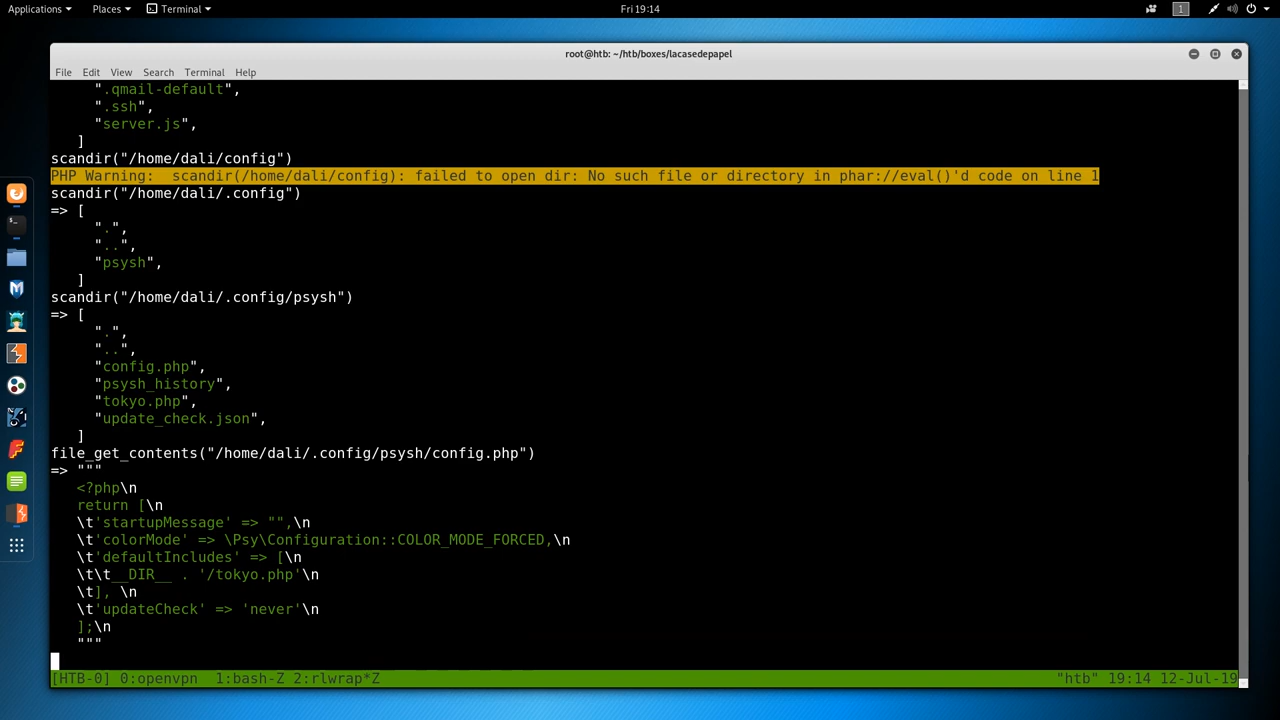 Applications Places Terminal Fri 19:14 1
root@htb: ~/htb/boxes/lacasedepapel
File Edit View Search Terminal Help
".qmail-default",
".ssh",
"server.js",
]
scandir("/home/dali/config")
PHP Warning:  scandir(/home/dali/config): failed to open dir: No such file or directory in phar://eval()'d code on line 1
scandir("/home/dali/.config")
=> [
".",
"..",
"psysh",
]
scandir("/home/dali/.config/psysh")
=> [
".",
"..",
"config.php",
"psysh_history",
"tokyo.php",
"update_check.json",
]
file_get_contents("/home/dali/.config/psysh/config.php")
=> """
<?php\n
return [\n
\t'startupMessage' => "",\n
\t'colorMode' => \Psy\Configuration::COLOR_MODE_FORCED,\n
\t'defaultIncludes' => [\n
\t\t__DIR__ . '/tokyo.php'\n
\t], \n
\t'updateCheck' => 'never'\n
];\n
"""
[HTB-0] 0:openvpn  1:bash-Z 2:rlwrap*Z "htb" 19:14 12-Jul-19